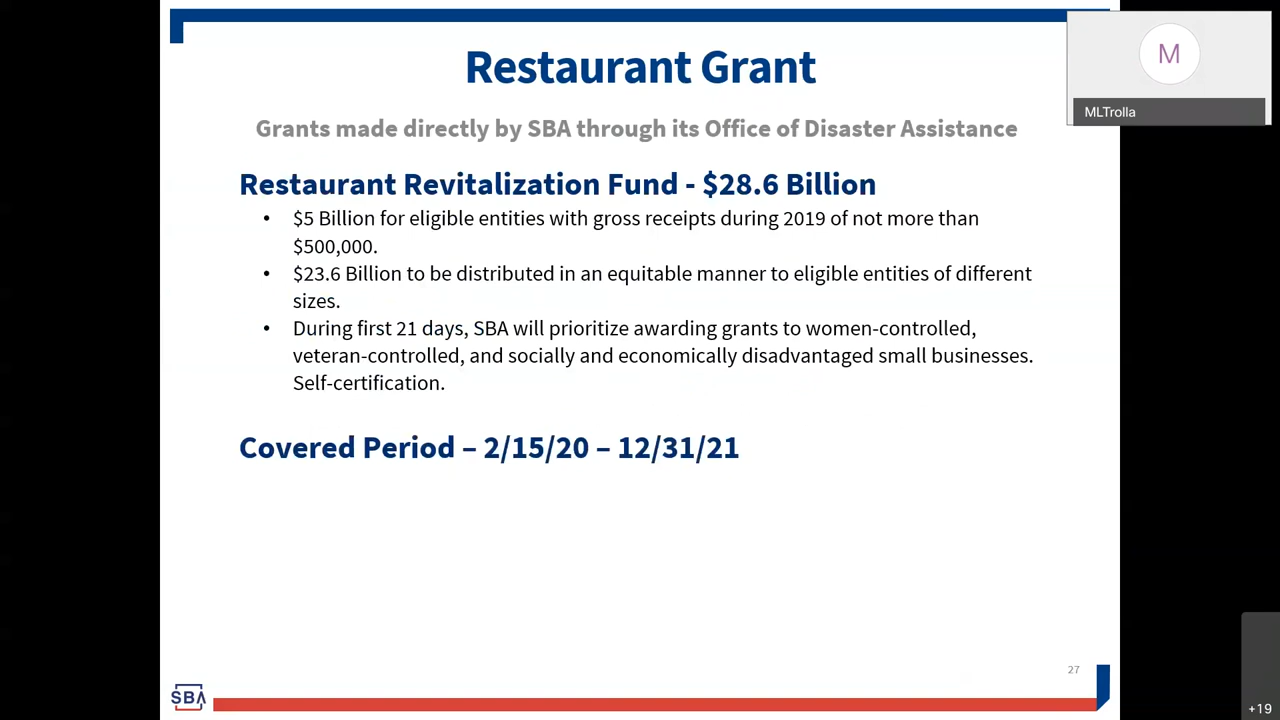 Restaurant Grant
M
MLTrolla
Grants made directly by SBA through its Office of Disaster Assistance
Restaurant Revitalization Fund - $28.6 Billion
• $5 Billion for eligible entities with gross receipts during 2019 of not more than
$500,000.
• $23.6 Billion to be distributed in an equitable manner to eligible entities of different
sizes.
• During first 21 days, SBA will prioritize awarding grants to women-controlled,
veteran-controlled, and socially and economically disadvantaged small businesses.
Self-certification.
Covered Period – 2/15/20 – 12/31/21
27
SBA
+19